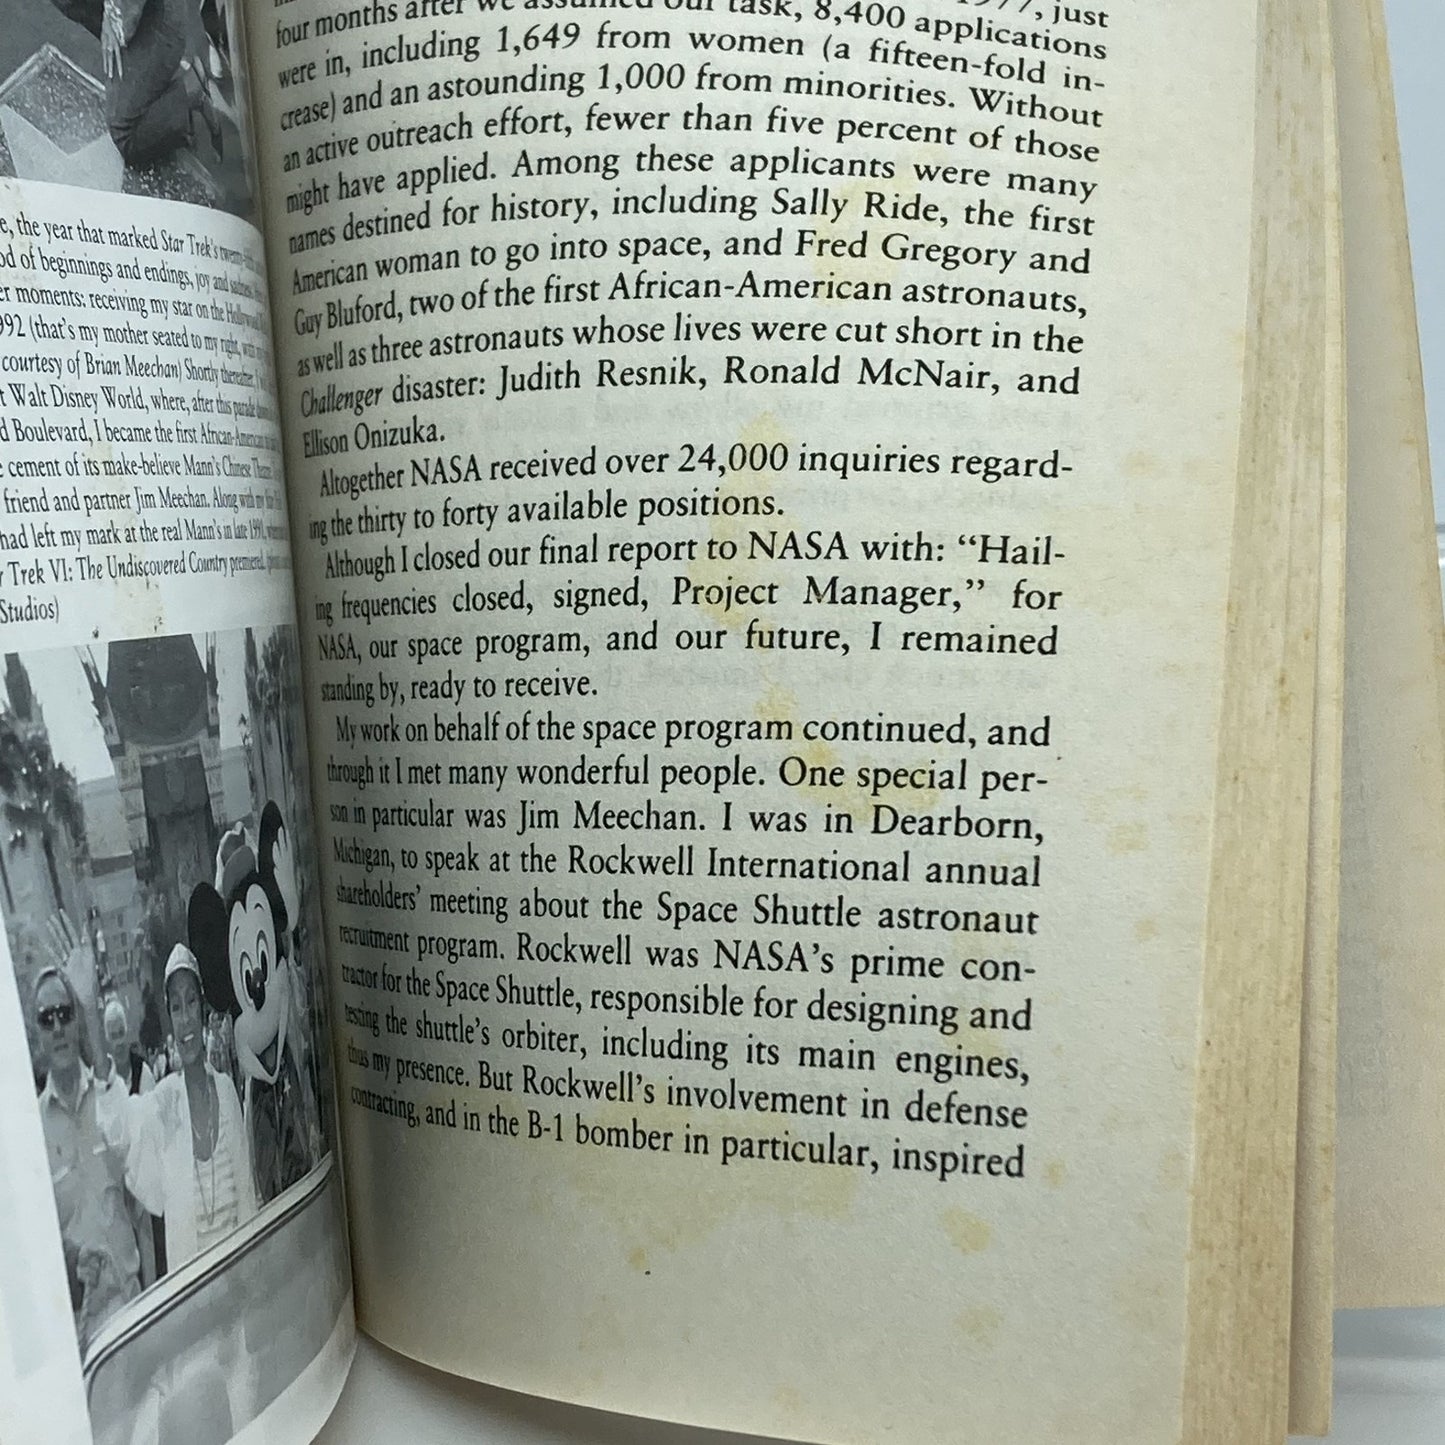 e, the year that marked Star Trek's
od of beginnings and endings, joy and
er moments: receiving my star on the
992 (that's my mother seated to my right,
courtesy of Brian Meechan) Shortly thereafter,
t Walt Disney World, where, after this parade
d Boulevard, I became the first African-American
e cement of its make-believe Mann's Chinese
friend and partner Jim Meechan. Along with my
had left my mark at the real Mann's in late 1991,
r Trek VI: The Undiscovered Country premiered.
Studios)
just
four months after we assumed our task, 8,400 applications
were in, including 1,649 from women (a fifteen-fold in-
crease) and an astounding 1,000 from minorities. Without
an active outreach effort, fewer than five percent of those
might have applied. Among these applicants were many
names destined for history, including Sally Ride, the first
American woman to go into space, and Fred Gregory and
Guy Bluford, two of the first African-American astronauts,
as well as three astronauts whose lives were cut short in the
Challenger disaster: Judith Resnik, Ronald McNair, and
Ellison Onizuka.
Altogether NASA received over 24,000 inquiries regard-
ing the thirty to forty available positions.
Although I closed our final report to NASA with: “Hail-
ing frequencies closed, signed, Project Manager,” for
NASA, our space program, and our future, I remained
standing by, ready to receive.
My work on behalf of the space program continued, and
through it I met many wonderful people. One special per-
son in particular was Jim Meechan. I was in Dearborn,
Michigan, to speak at the Rockwell International annual
shareholders’ meeting about the Space Shuttle astronaut
recruitment program. Rockwell was NASA’s prime con-
tractor for the Space Shuttle, responsible for designing and
testing the shuttle’s orbiter, including its main engines,
thus my presence. But Rockwell’s involvement in defense
contracting, and in the B-1 bomber in particular, inspired